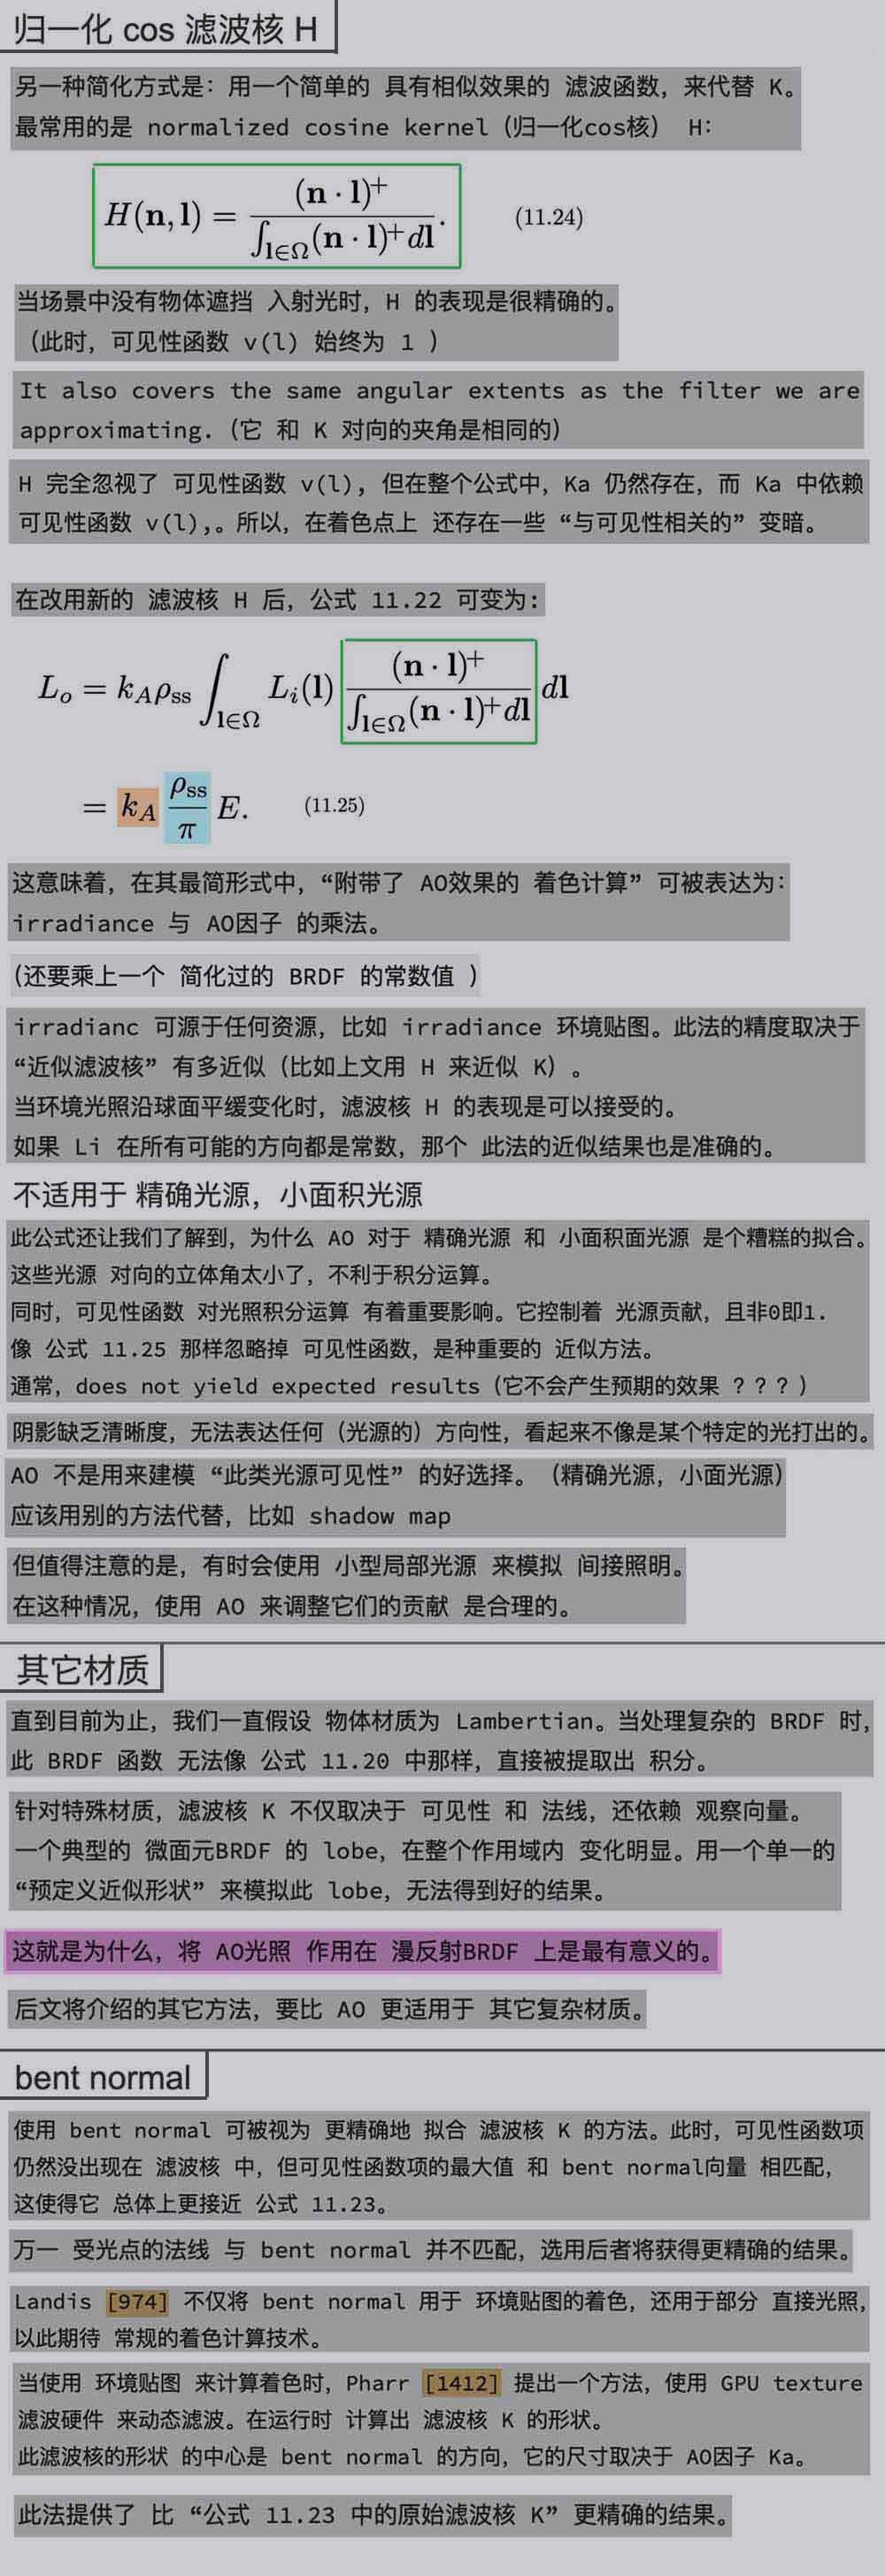 归一化 cos 滤波核 H
另一种简化方式是：用一个简单的 具有相似效果的 滤波函数，来代替 K。
最常用的是 normalized cosine kernel（归一化cos核） H：
H(n, l) = (n · l)⁺ / ∫_{l∈Ω}(n · l)⁺dl. (11.24)
当场景中没有物体遮挡 入射光时，H 的表现是很精确的。
（此时，可见性函数 v(l) 始终为 1 ）
It also covers the same angular extents as the filter we are
approximating.（它 和 K 对向的夹角是相同的）
H 完全忽视了 可见性函数 v(l)，但在整个公式中，Ka 仍然存在，而 Ka 中依赖
可见性函数 v(l),。所以，在着色点上 还存在一些 “与可见性相关的” 变暗。
在改用新的 滤波核 H 后，公式 11.22 可变为：
L_o = k_A ρ_ss ∫_{l∈Ω} L_i(l) (n · l)⁺ / ∫_{l∈Ω}(n · l)⁺dl dl
= k_A ρ_ss / π E. (11.25)
这意味着，在其最简形式中，“附带了 AO效果的 着色计算” 可被表达为：
irradiance 与 AO因子 的乘法。
(还要乘上一个 简化过的 BRDF 的常数值 )
irradianc 可源于任何资源，比如 irradiance 环境贴图。此法的精度取决于
“近似滤波核” 有多近似（比如上文用 H 来近似 K）。
当环境光照沿球面平缓变化时，滤波核 H 的表现是可以接受的。
如果 Li 在所有可能的方向都是常数，那个 此法的近似结果也是准确的。
不适用于 精确光源，小面积光源
此公式还让我们了解到，为什么 AO 对于 精确光源 和 小面积面光源 是个糟糕的拟合。
这些光源 对向的立体角太小了，不利于积分运算。
同时，可见性函数 对光照积分运算 有着重要影响。它控制着 光源贡献，且非0即1.
像 公式 11.25 那样忽略掉 可见性函数，是种重要的 近似方法。
通常，does not yield expected results（它不会产生预期的效果 ？？？）
阴影缺乏清晰度，无法表达任何（光源的）方向性，看起来不像是某个特定的光打出的。
AO 不是用来建模 “此类光源可见性” 的好选择。（精确光源，小面光源）
应该用别的方法代替，比如 shadow map
但值得注意的是，有时会使用 小型局部光源 来模拟 间接照明。
在这种情况，使用 AO 来调整它们的贡献 是合理的。
其它材质
直到目前为止，我们一直假设 物体材质为 Lambertian。当处理复杂的 BRDF 时，
此 BRDF 函数 无法像 公式 11.20 中那样，直接被提取出 积分。
针对特殊材质，滤波核 K 不仅取决于 可见性 和 法线，还依赖 观察向量。
一个典型的 微面元BRDF 的 lobe，在整个作用域内 变化明显。用一个单一的
“预定义近似形状” 来模拟此 lobe，无法得到好的结果。
这就是为什么，将 AO光照 作用在 漫反射BRDF 上是最有意义的。
后文将介绍的其它方法，要比 AO 更适用于 其它复杂材质。
bent normal
使用 bent normal 可被视为 更精确地 拟合 滤波核 K 的方法。此时，可见性函数项
仍然没出现在 滤波核 中，但可见性函数项的最大值 和 bent normal向量 相匹配，
这使得它 总体上更接近 公式 11.23。
万一 受光点的法线 与 bent normal 并不匹配，选用后者将获得更精确的结果。
Landis [974] 不仅将 bent normal 用于 环境贴图的着色，还用于部分 直接光照，
以此期待 常规的着色计算技术。
当使用 环境贴图 来计算着色时，Pharr [1412] 提出一个方法，使用 GPU texture
滤波硬件 来动态滤波。在运行时 计算出 滤波核 K 的形状。
此滤波核的形状 的中心是 bent normal 的方向，它的尺寸取决于 AO因子 Ka。
此法提供了 比 “公式 11.23 中的原始滤波核 K” 更精确的结果。